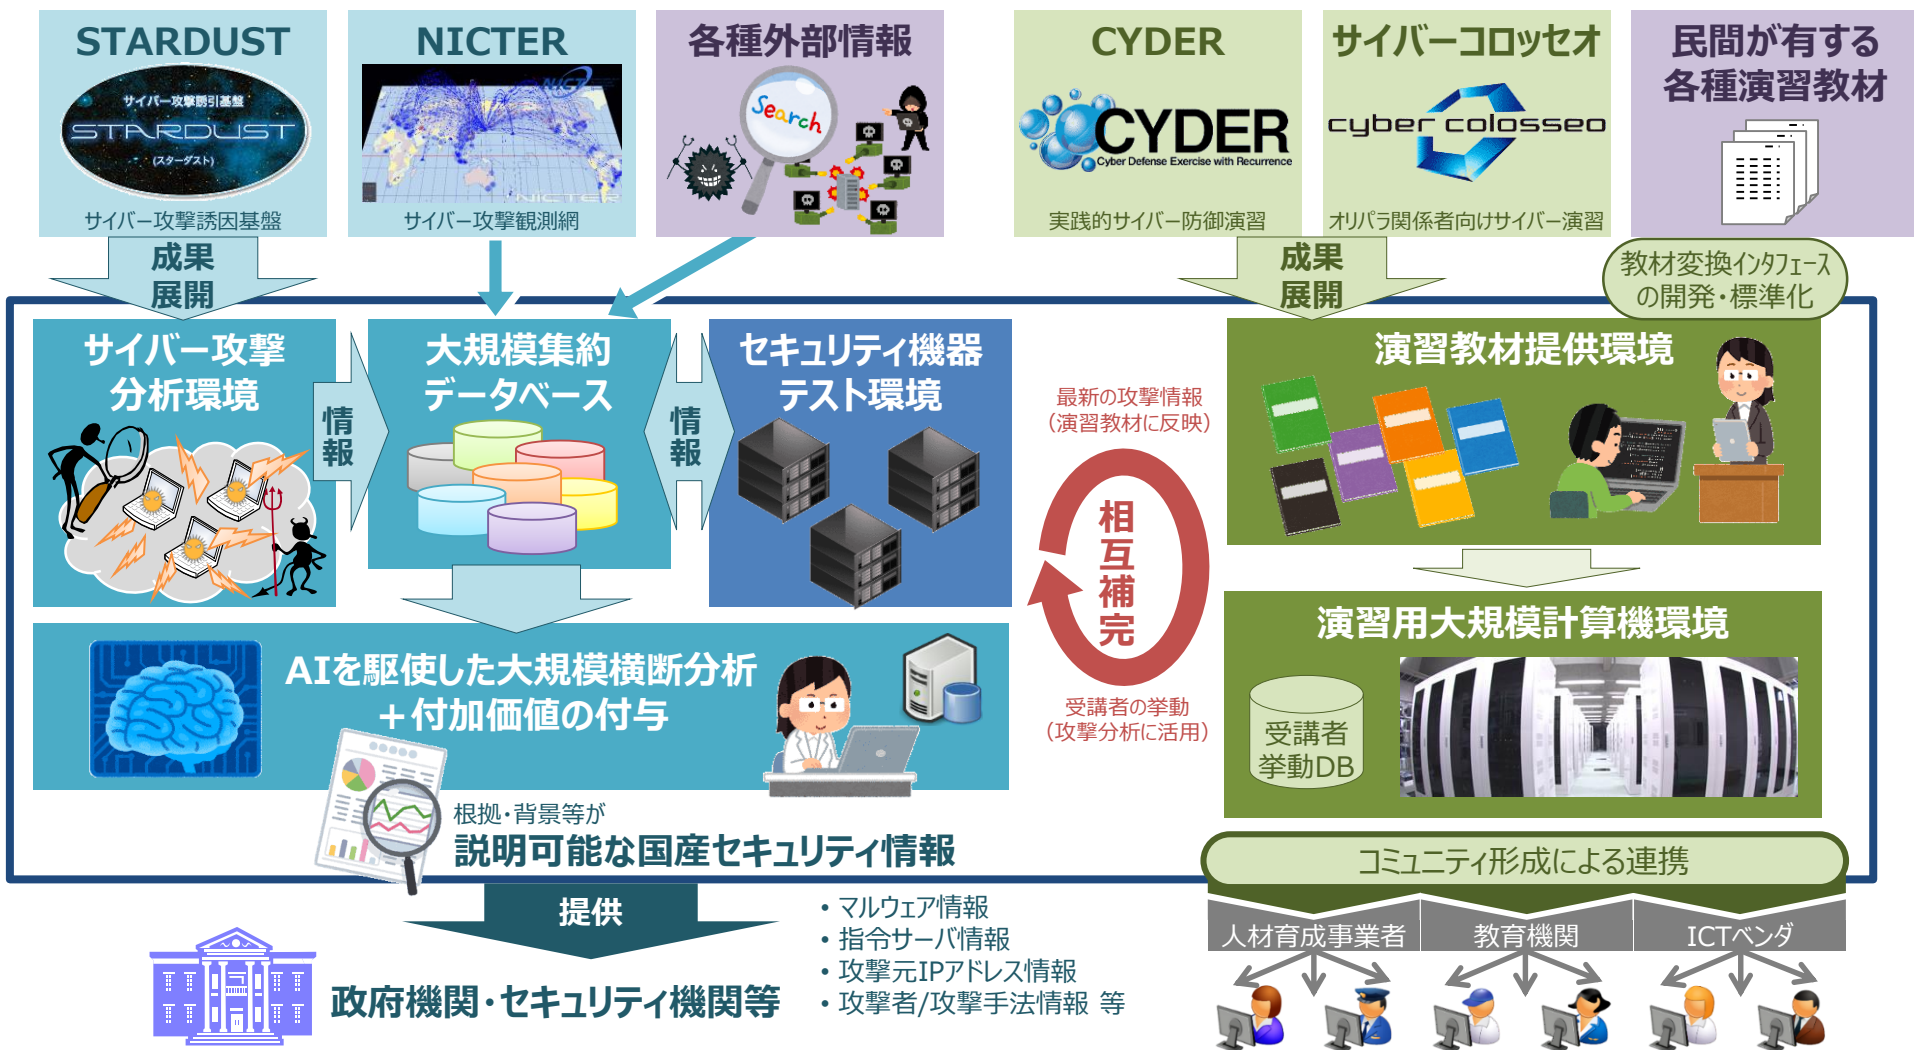 STARDUST
サイバー攻撃誘引基盤
STARDUST
(スターダスト)
サイバー攻撃誘因基盤
NICTER
NICT
NICTER
サイバー攻撃観測網
各種外部情報
Search
CYDER
CYDER
Cyber Defense Exercise with Recurrence
実践的サイバー防御演習
サイバーコロッセオ
cyber colosseo
オリパラ関係者向けサイバー演習
民間が有する
各種演習教材
成果
展開
成果
展開
教材変換インタフェース
の開発・標準化
サイバー攻撃
分析環境
情報
大規模集約
データベース
情報
セキュリティ機器
テスト環境
最新の攻撃情報
（演習教材に反映）
相互補完
受講者の挙動
（攻撃分析に活用）
演習教材提供環境
演習用大規模計算機環境
受講者
挙動DB
AIを駆使した大規模横断分析
＋付加価値の付与
根拠・背景等が
説明可能な国産セキュリティ情報
提供
政府機関・セキュリティ機関等
・マルウェア情報
・指令サーバ情報
・攻撃元IPアドレス情報
・攻撃者/攻撃手法情報 等
コミュニティ形成による連携
人材育成事業者
教育機関
ICTベンダ